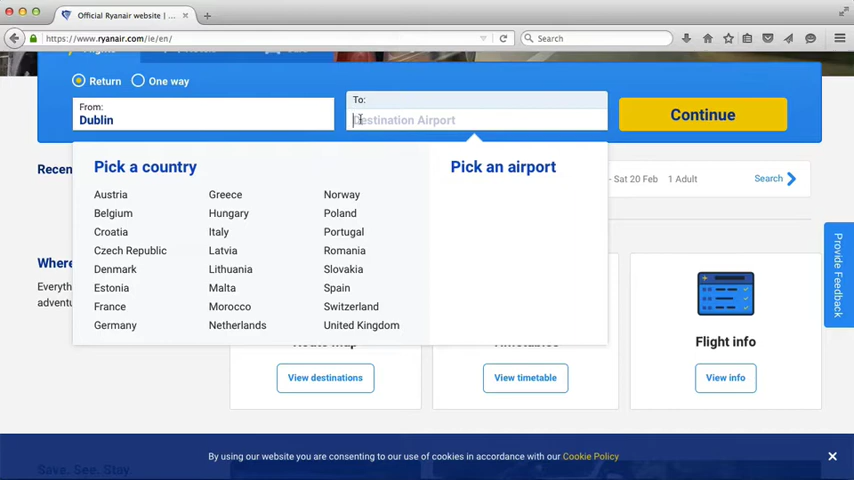 Official Ryanair website | ...
https://www.ryanair.com/ie/en/
Search
Return
One way
From:
Dublin
To:
Destination Airport
Continue
Pick a country
Pick an airport
Austria
Greece
Norway
Belgium
Hungary
Poland
Croatia
Italy
Portugal
Czech Republic
Latvia
Romania
Denmark
Lithuania
Slovakia
Estonia
Malta
Spain
France
Morocco
Switzerland
Germany
Netherlands
United Kingdom
- Sat 20 Feb
1 Adult
Search
Provide Feedback
Flight info
View destinations
View timetable
View info
By using our website you are consenting to our use of cookies in accordance with our Cookie Policy
Save. See. Stay.